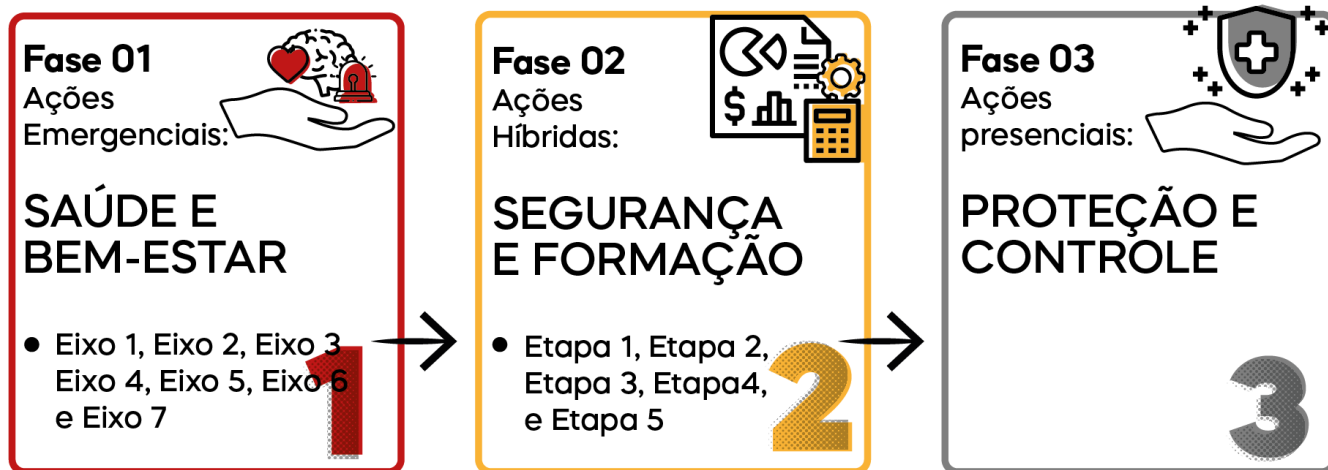 Fase 01
Ações
Emergenciais:
SAÚDE E
BEM-ESTAR
• Eixo 1, Eixo 2, Eixo 3
Eixo 4, Eixo 5, Eixo 6
e Eixo 7
1
Fase 02
Ações
Híbridas:
$
SEGURANÇA
E FORMAÇÃO
• Etapa 1, Etapa 2,
Etapa 3, Etapa4,
e Etapa 5
2
Fase 03
Ações
presenciais:
PROTEÇÃO E
CONTROLE
3